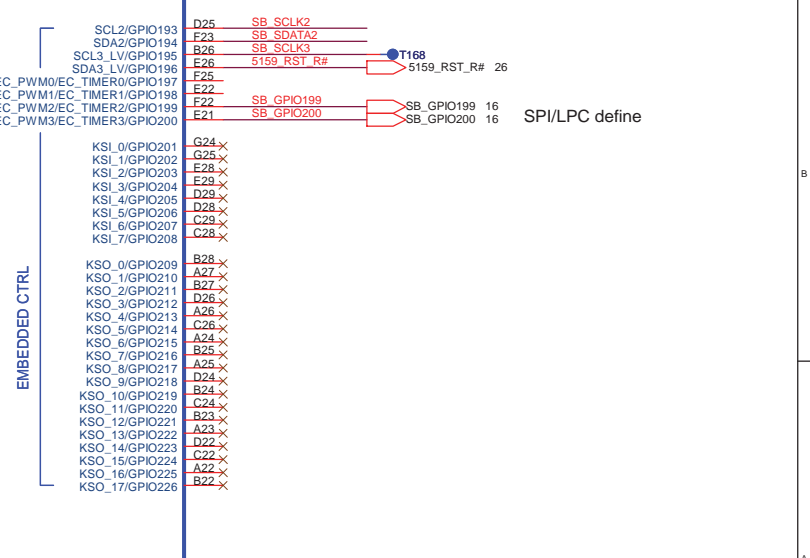 SCL2/GPIO193 D25 SB_SCLK2
SDA2/GPIO194 F23 SB_SDATA2
SCL3_LV/GPIO195 B26 SB_SCLK3 T168
SDA3_LV/GPIO196 E26 5159_RST_R# 5159_RST_R# 26
EC_PWM0/EC_TIMER0/GPIO197 F25
EC_PWM1/EC_TIMER1/GPIO198 E22
EC_PWM2/EC_TIMER2/GPIO199 F22 SB_GPIO199 SB_GPIO199 16
EC_PWM3/EC_TIMER3/GPIO200 E21 SB_GPIO200 SB_GPIO200 16
SPI/LPC define
KSI_0/GPIO201 G24
KSI_1/GPIO202 G25
KSI_2/GPIO203 E28
KSI_3/GPIO204 E29
KSI_4/GPIO205 D29
KSI_5/GPIO206 D28
KSI_6/GPIO207 C29
KSI_7/GPIO208 C28
B
KSO_0/GPIO209 B28
KSO_1/GPIO210 A27
KSO_2/GPIO211 B27
KSO_3/GPIO212 D26
KSO_4/GPIO213 A26
KSO_5/GPIO214 C26
KSO_6/GPIO215 A24
KSO_7/GPIO216 B25
KSO_8/GPIO217 A25
KSO_9/GPIO218 D24
KSO_10/GPIO219 B24
KSO_11/GPIO220 C24
KSO_12/GPIO221 B23
KSO_13/GPIO222 A23
KSO_14/GPIO223 D22
KSO_15/GPIO224 C22
KSO_16/GPIO225 A22
KSO_17/GPIO226 B22
EMBEDDED CTRL
A